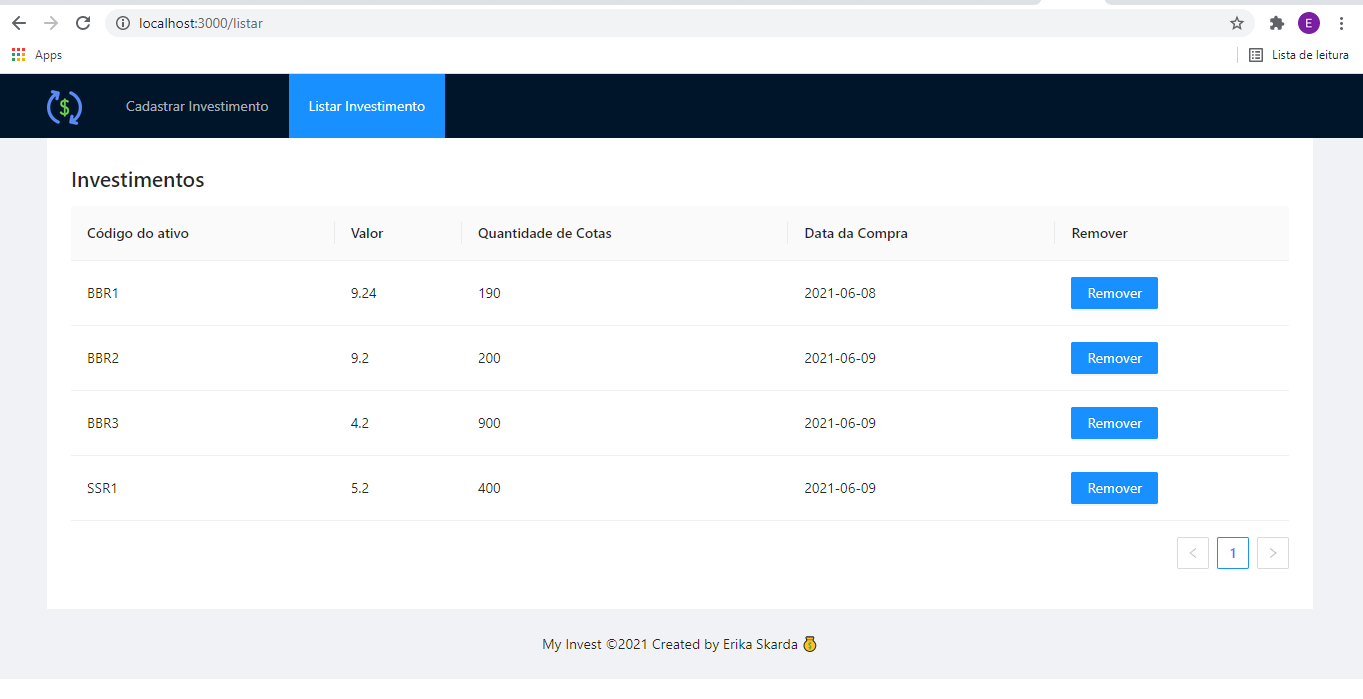 localhost:3000/listar
E
Apps
Lista de leitura
$
Cadastrar Investimento
Listar Investimento
Investimentos
Código do ativo Valor Quantidade de Cotas Data da Compra Remover
BBR1 9.24 190 2021-06-08 Remover
BBR2 9.2 200 2021-06-09 Remover
BBR3 4.2 900 2021-06-09 Remover
SSR1 5.2 400 2021-06-09 Remover
< 1 >
My Invest ©2021 Created by Erika Skarda 💰